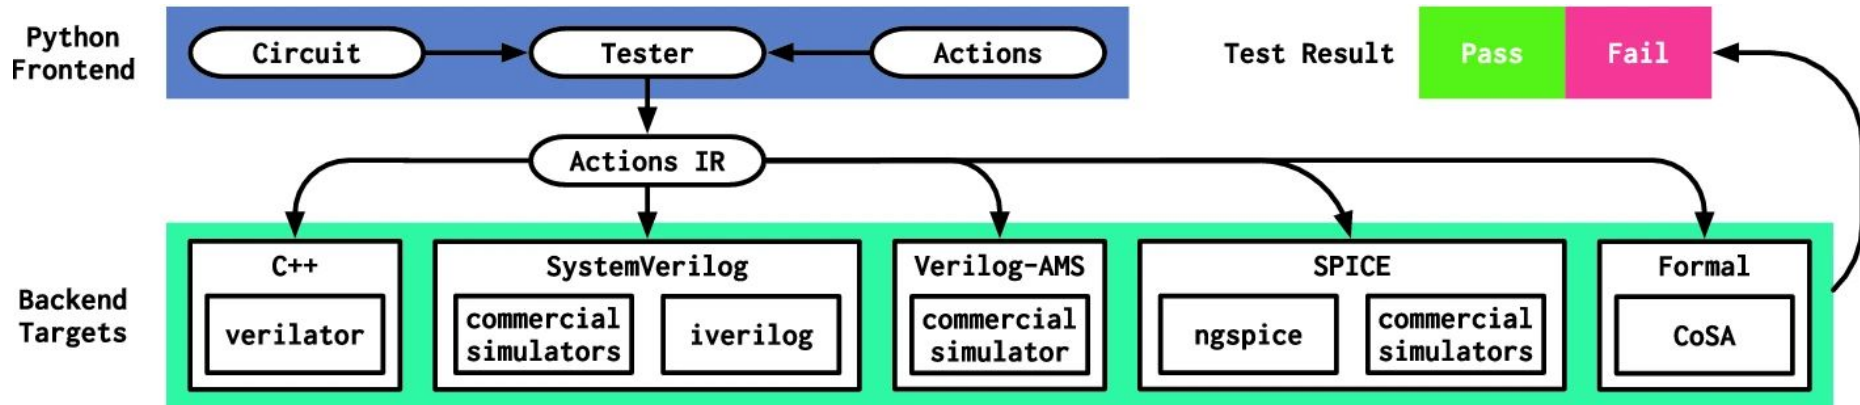 Python
Frontend
Circuit
Tester
Actions
Test Result
Pass
Fail
Actions IR
Backend
Targets
C++
verilator
SystemVerilog
commercial
simulators
iverilog
Verilog-AMS
commercial
simulator
SPICE
ngspice
commercial
simulators
Formal
CoSA